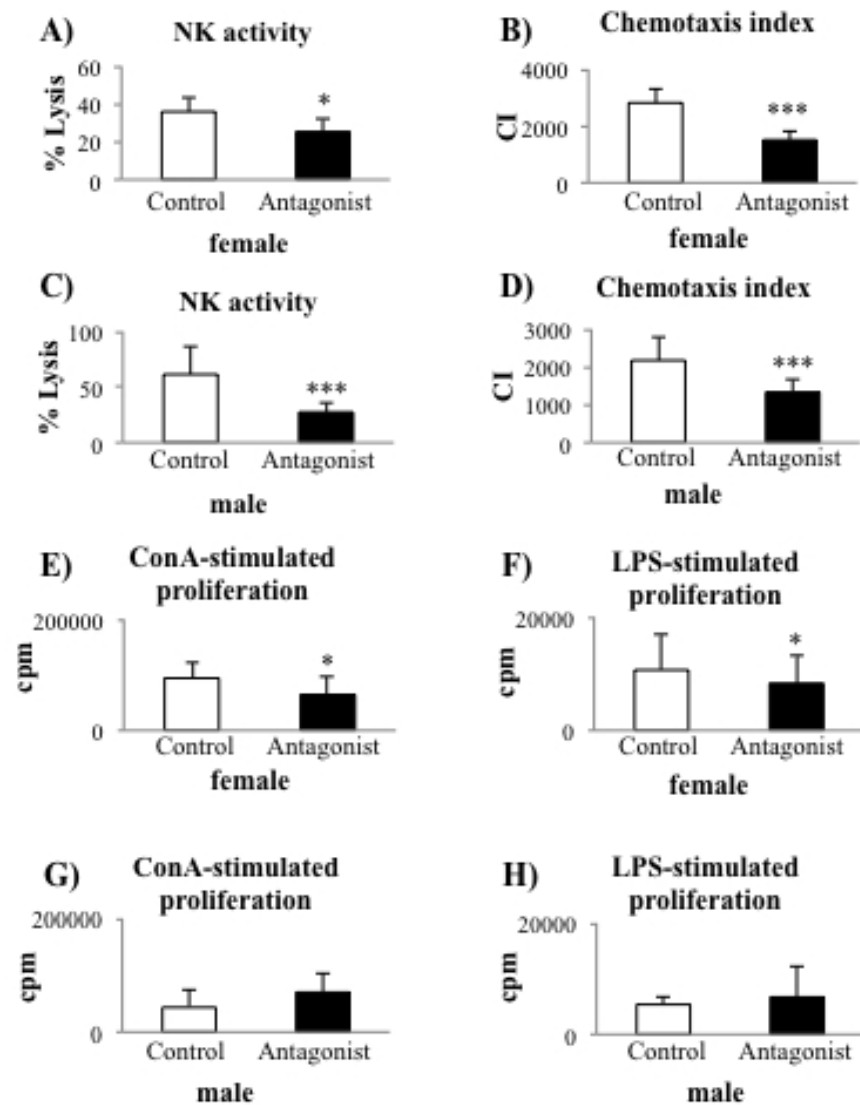 A) NK activity
60
40
20
0
% Lysis
*
Control Antagonist
female
B) Chemotaxis index
4000
2000
0
CI
***
Control Antagonist
female
C) NK activity
100
50
0
% Lysis
***
Control Antagonist
male
D) Chemotaxis index
3000
2000
1000
0
CI
***
Control Antagonist
male
E) ConA-stimulated
proliferation
200000
0
cpm
*
Control Antagonist
female
F) LPS-stimulated
proliferation
20000
0
cpm
*
Control Antagonist
female
G) ConA-stimulated
proliferation
200000
0
cpm
Control Antagonist
male
H) LPS-stimulated
proliferation
20000
0
cpm
Control Antagonist
male